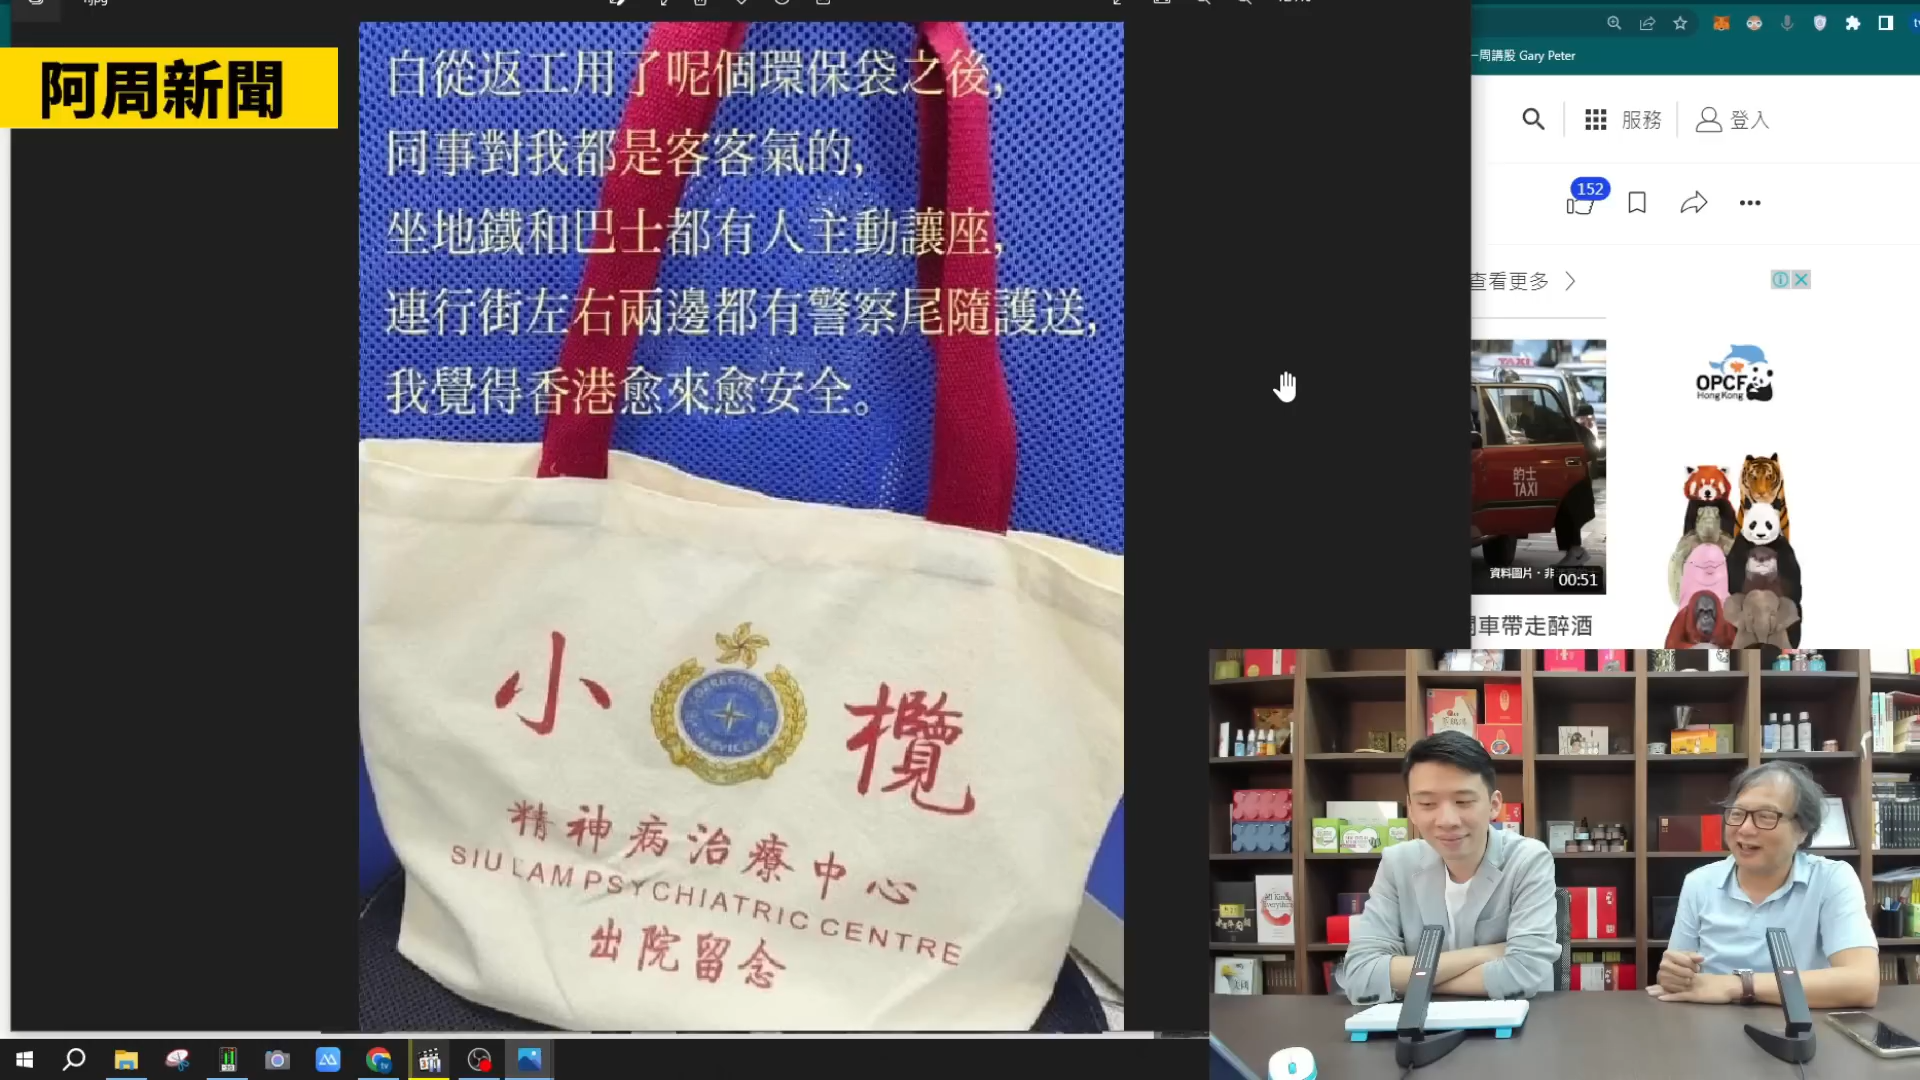 阿周新聞
白從返工用了呢個環保袋之後,
同事對我都是客客氣的,
坐地鐵和巴士都有人主動讓座,
連行街左右兩邊都有警察尾隨護送,
我覺得香港愈來愈安全。
小欖
精神病治療中心
SIU LAM PSYCHIATRIC CENTRE
出院留念
一周講股 Gary Peter
服務
登入
152
查看更多
TAXI
的士
TAXI
資料圖片・非
00:51
車帶走醉酒
OPCF
Hong Kong